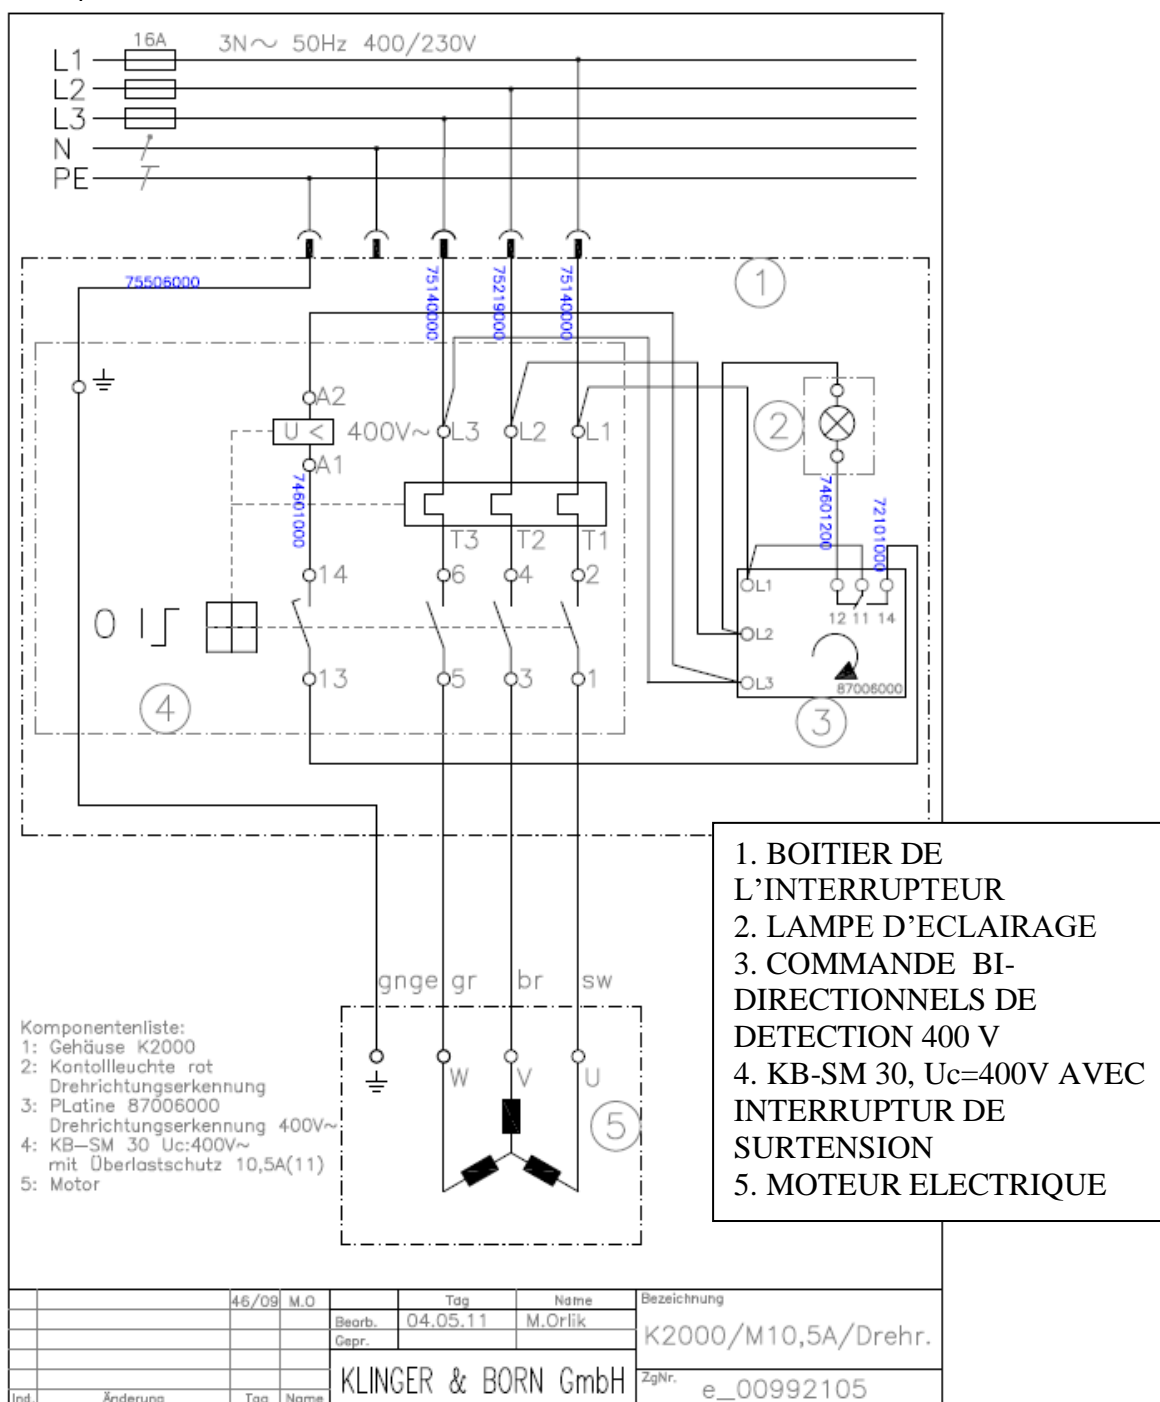 16A 3N~ 50Hz 400/230V
L1
L2
L3
N
PE
75506000
75140000
75219000
75140000
1
A2
U < 400V~ L3 L2 L1
2
A1
74601000
74601200
72101000
T3 T2 T1
14 6 4 2
L1
12 11 14
0
L2
13 5 3 1
L3
87006000
4
3
1. BOITIER DE
L'INTERRUPTEUR
2. LAMPE D'ECLAIRAGE
3. COMMANDE BI-
DIRECTIONNELS DE
DETECTION 400 V
4. KB-SM 30, Uc=400V AVEC
INTERRUPTUR DE
SURTENSION
5. MOTEUR ELECTRIQUE
gnge gr br sw
W V U
5
Komponentenliste:
1: Gehäuse K2000
2: Kontollleuchte rot
Drehrichtungserkennung
3: PLatine 87006000
Drehrichtungserkennung 400V~
4: KB-SM 30 Uc:400V~
mit Überlastschutz 10,5A(11)
5: Motor
46/09 M.O Tag Name Bezeichnung
Bearb. 04.05.11 M.Orlik
Gepr.
K2000/M10,5A/Drehr.
KLINGER & BORN GmbH
ZgNr. e_00992105
Ind. Änderung Tag Name